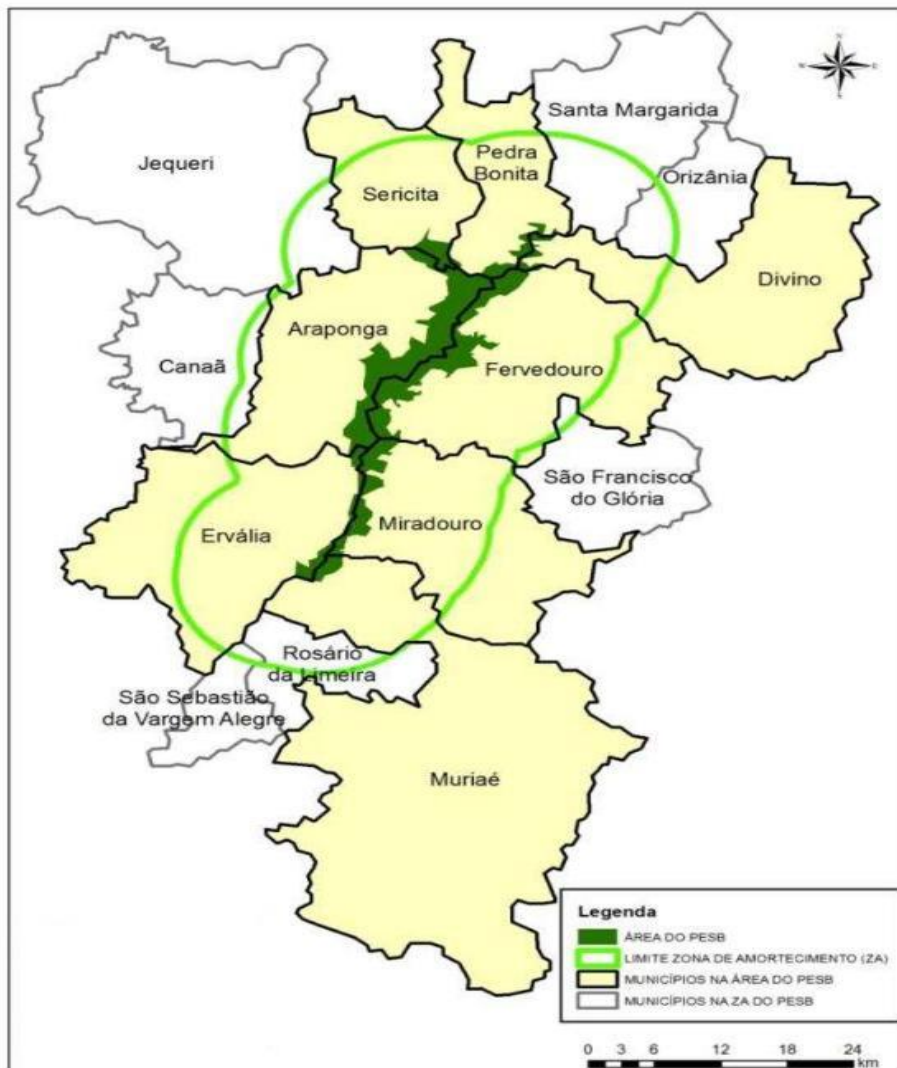 N
W
E
S
Santa Margarida
Jequeri
Pedra
Bonita
Orizânia
Sericita
Divino
Araponga
Canaã
Fervedouro
São Francisco
do Glória
Ervália
Miradouro
Rosário
da Limeira
São Sebastião
da Vargem Alegre
Muriaé
Legenda
ÁREA DO PESB
LIMITE ZONA DE AMORTECIMENTO (ZA)
MUNICÍPIOS NA ÁREA DO PESB
MUNICÍPIOS NA ZA DO PESB
0 3 6 12 18 24
km